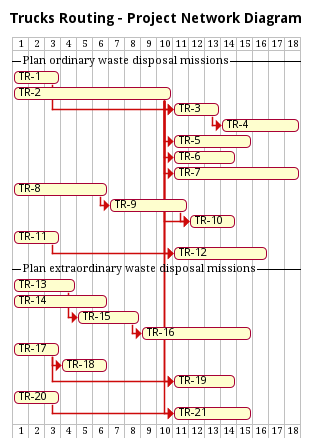 Trucks Routing - Project Network Diagram
1 2 3 4 5 6 7 8 9 10 11 12 13 14 15 16 17 18
Plan ordinary waste disposal missions
TR-1
TR-2
TR-3
TR-4
TR-5
TR-6
TR-7
TR-8
TR-9
TR-10
TR-11
TR-12
Plan extraordinary waste disposal missions
TR-13
TR-14
TR-15
TR-16
TR-17
TR-18
TR-19
TR-20
TR-21
1 2 3 4 5 6 7 8 9 10 11 12 13 14 15 16 17 18